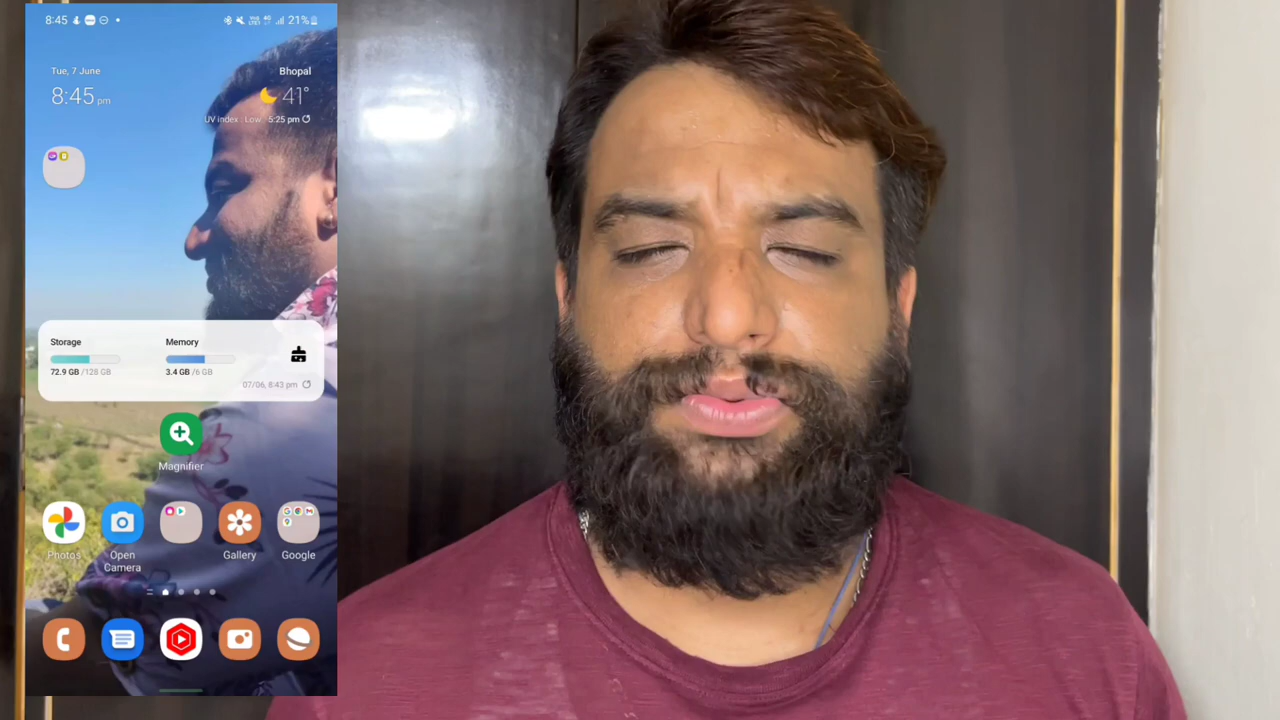 8:45
21%
Tue, 7 June
8:45 pm
Bhopal
41°
UV index : Low 5:25 pm
Storage
72.9 GB /128 GB
Memory
3.4 GB /6 GB
07/06, 8:43 pm
Magnifier
Photos
Open
Camera
Gallery
Google